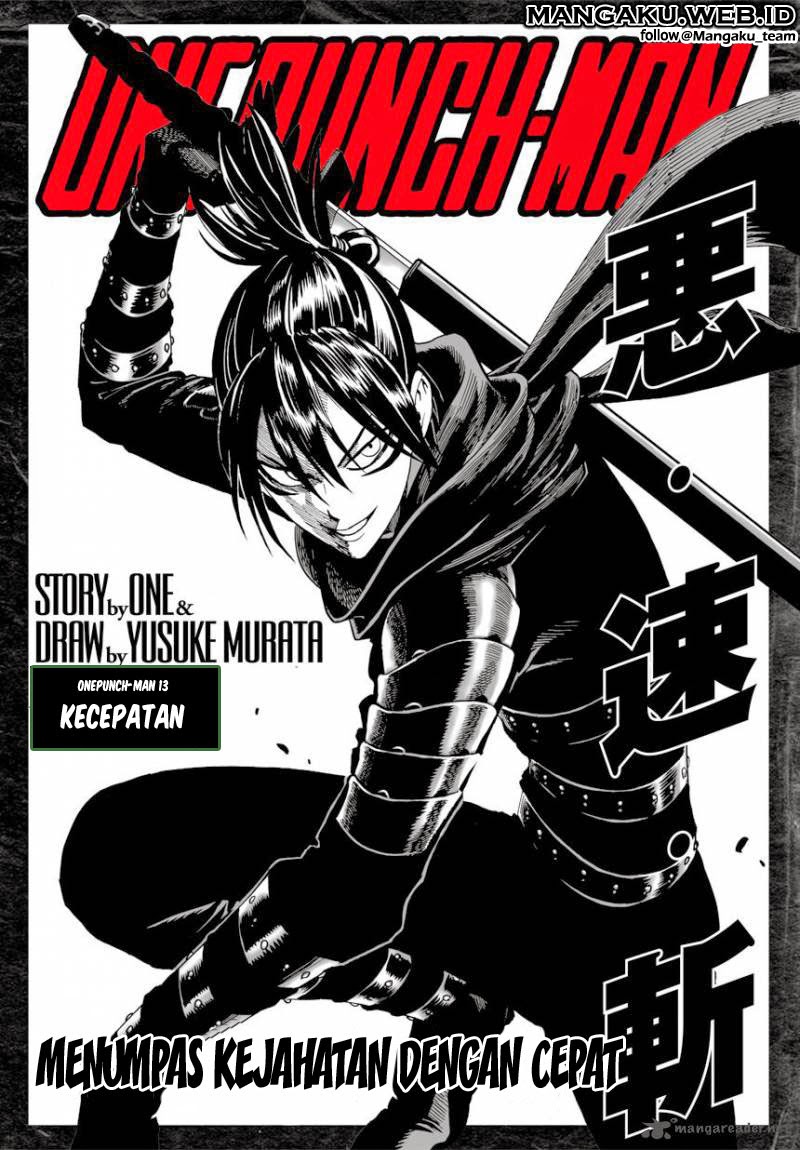 MANGAKU.WEB.ID
follow@Mangaku_team
ONEPUNCH-MAN
悪・速・斬
STORY by ONE &
DRAW by YUSUKE MURATA
ONEPUNCH-MAN 13
KECEPATAN
MENUMPAS KEJAHATAN DENGAN CEPAT
mangareader.net